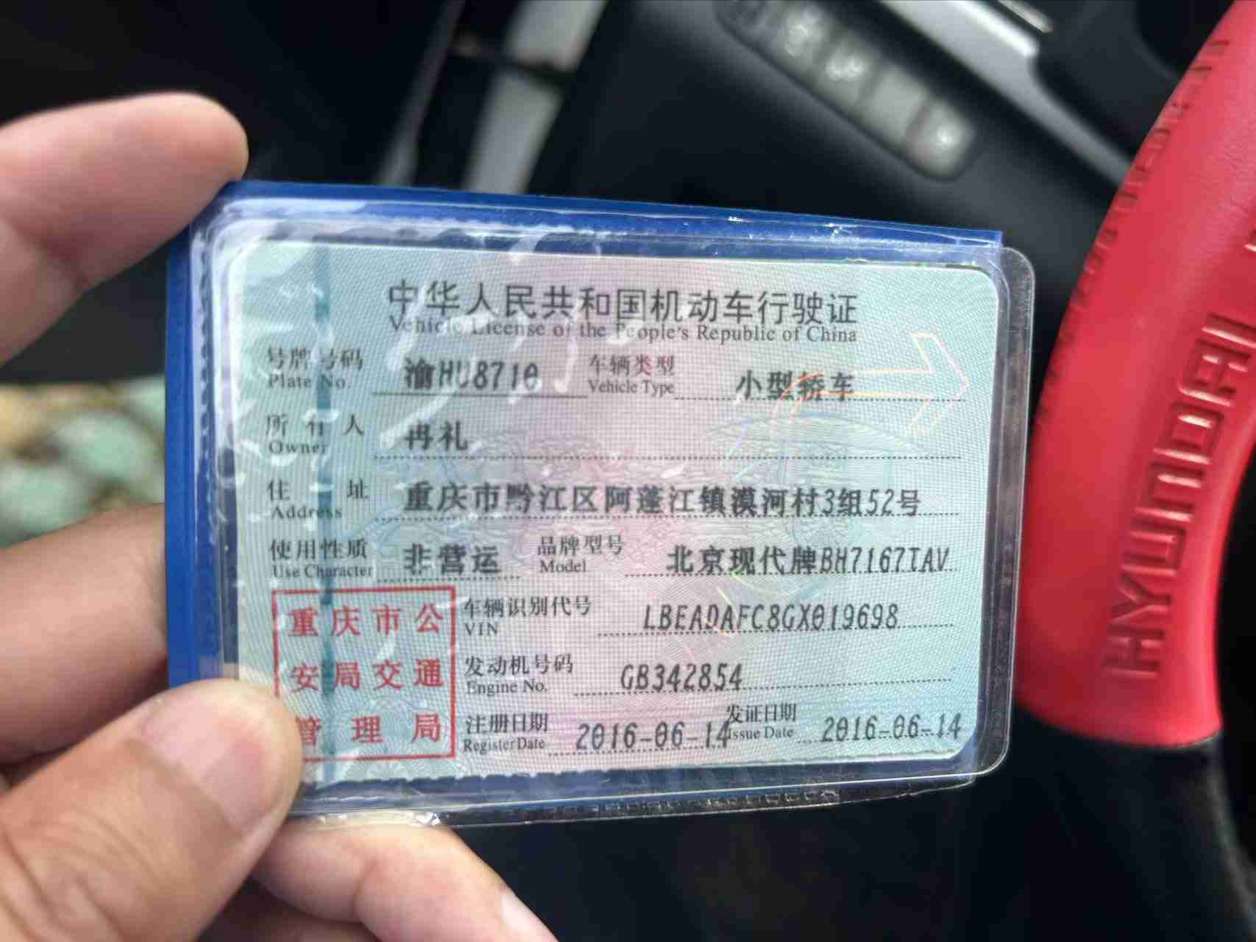 中华人民共和国机动车行驶证
Vehicle License of the People's Republic of China
号牌号码 渝HU8710 车辆类型 小型轿车
Plate No. Vehicle Type
所有人 冉礼
Owner
住址 重庆市黔江区阿蓬江镇漠河村3组52号
Address
使用性质 非营运 品牌型号 北京现代牌BH7167IAV
Use Character Model
重庆市公 车辆识别代号 LBEADAFC8GX019698
VIN
安局交通 发动机号码 GB342854
Engine No.
管理局 注册日期 2016-06-14 发证日期 2016-06-14
Register Date Issue Date
HYUNDAI